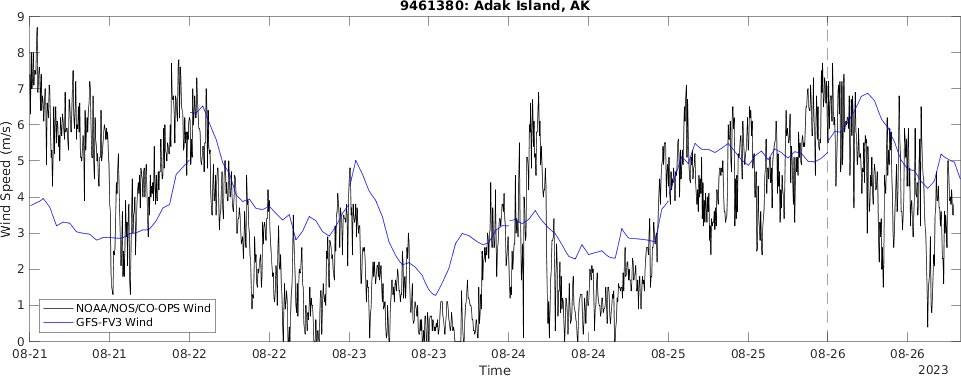 9461380: Adak Island, AK
Wind Speed (m/s)
9
8
7
6
5
4
3
2
1
0
NOAA/NOS/CO-OPS Wind
GFS-FV3 Wind
08-21 08-21 08-22 08-22 08-23 08-23 08-24 08-24 08-25 08-25 08-26 08-26
Time
2023